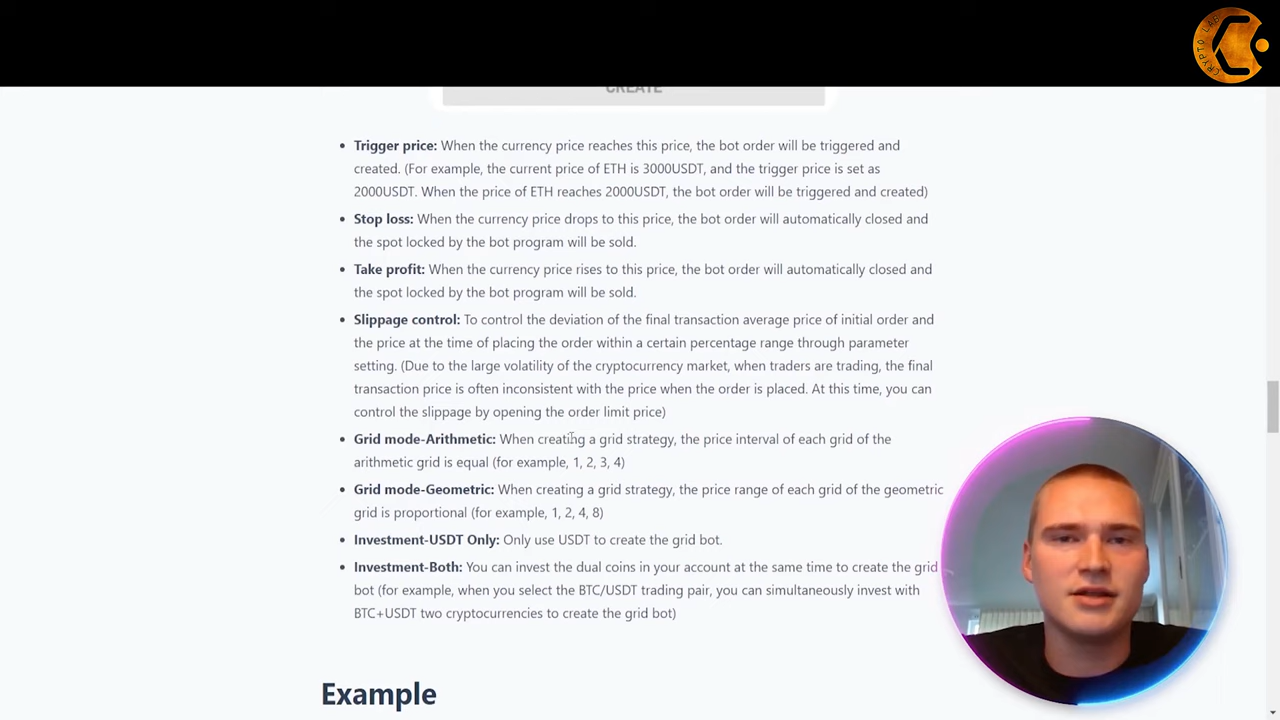 CRYPTO LAB
CREATE
Trigger price: When the currency price reaches this price, the bot order will be triggered and
created. (For example, the current price of ETH is 3000USDT, and the trigger price is set as
2000USDT. When the price of ETH reaches 2000USDT, the bot order will be triggered and created)
Stop loss: When the currency price drops to this price, the bot order will automatically closed and
the spot locked by the bot program will be sold.
Take profit: When the currency price rises to this price, the bot order will automatically closed and
the spot locked by the bot program will be sold.
Slippage control: To control the deviation of the final transaction average price of initial order and
the price at the time of placing the order within a certain percentage range through parameter
setting. (Due to the large volatility of the cryptocurrency market, when traders are trading, the final
transaction price is often inconsistent with the price when the order is placed. At this time, you can
control the slippage by opening the order limit price)
Grid mode-Arithmetic: When creating a grid strategy, the price interval of each grid of the
arithmetic grid is equal (for example, 1, 2, 3, 4)
Grid mode-Geometric: When creating a grid strategy, the price range of each grid of the geometric
grid is proportional (for example, 1, 2, 4, 8)
Investment-USDT Only: Only use USDT to create the grid bot.
Investment-Both: You can invest the dual coins in your account at the same time to create the grid
bot (for example, when you select the BTC/USDT trading pair, you can simultaneously invest with
BTC+USDT two cryptocurrencies to create the grid bot)
Example